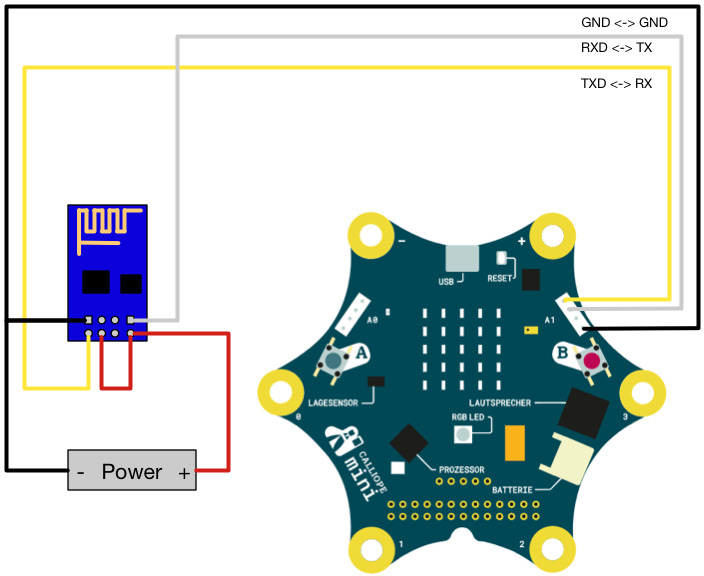 GND <-> GND
RXD <-> TX
TXD <-> RX
- +
USB
RESET
A0
A1
A
B
LAGESENSOR
LAUTSPRECHER
0
3
RGB LED
- Power +
CALLIOPE
mini
PROZESSOR
BATTERIE
1
2